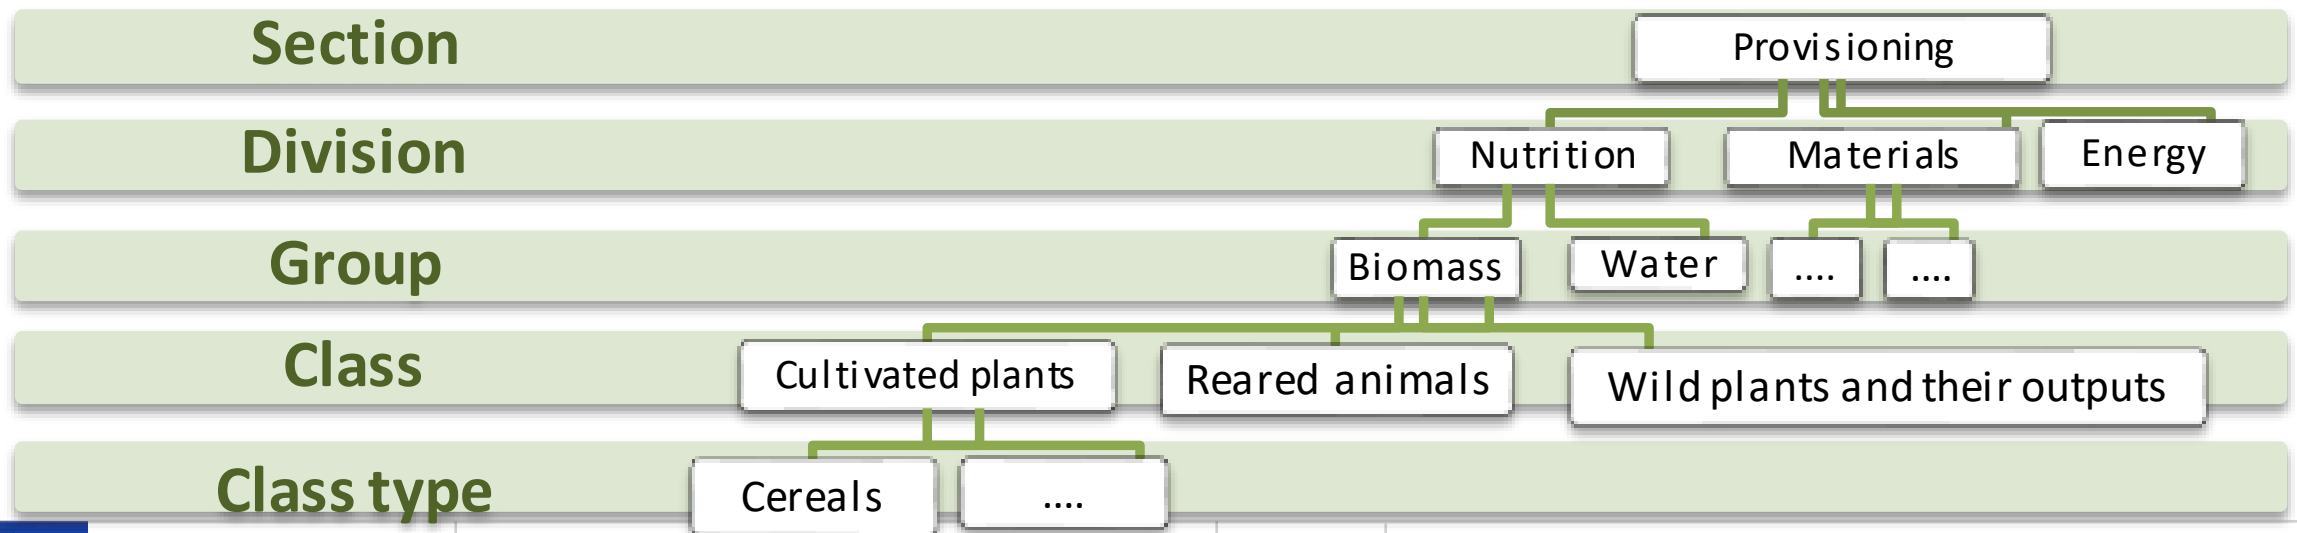 Section
Provisioning
Division
Nutrition
Materials
Energy
Group
Biomass
Water
....
....
Class
Cultivated plants
Reared animals
Wild plants and their outputs
Class type
Cereals
....